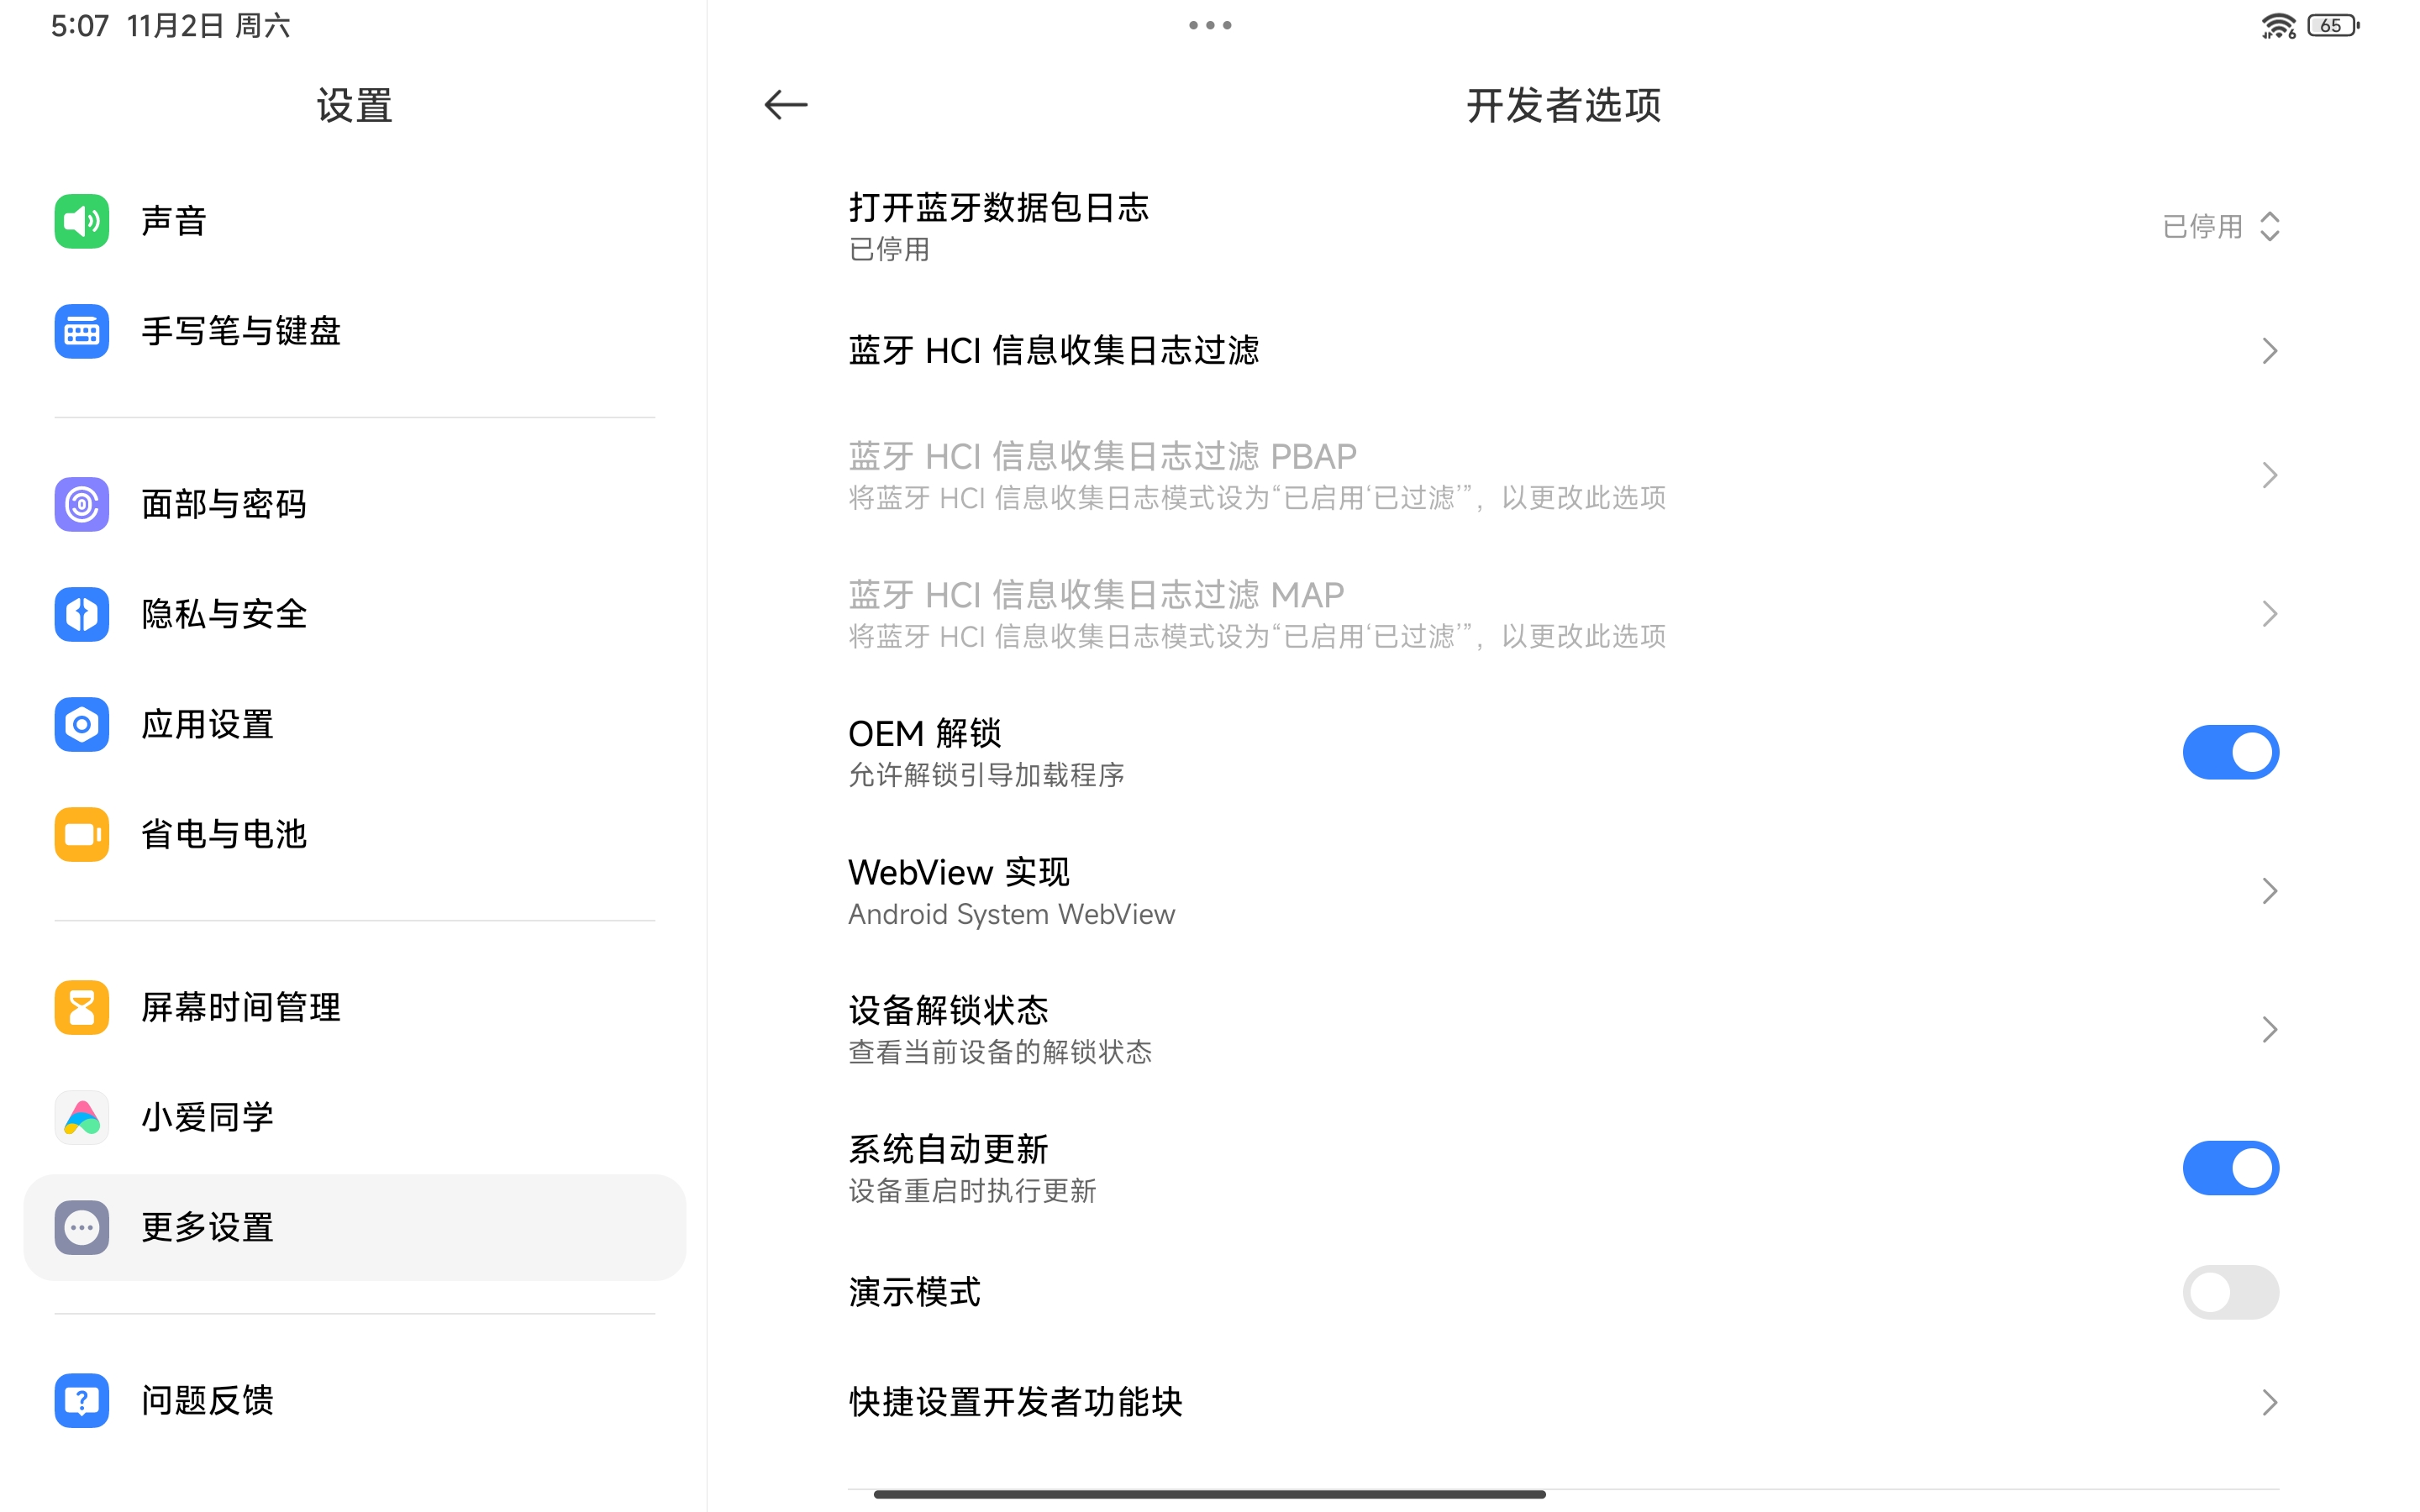 5:07 11月2日 周六
65
设置
声音
手写笔与键盘
面部与密码
隐私与安全
应用设置
省电与电池
屏幕时间管理
小爱同学
更多设置
问题反馈
开发者选项
打开蓝牙数据包日志
已停用
已停用
蓝牙 HCI 信息收集日志过滤
蓝牙 HCI 信息收集日志过滤 PBAP
将蓝牙 HCI 信息收集日志模式设为“已启用‘已过滤’”，以更改此选项
蓝牙 HCI 信息收集日志过滤 MAP
将蓝牙 HCI 信息收集日志模式设为“已启用‘已过滤’”，以更改此选项
OEM 解锁
允许解锁引导加载程序
WebView 实现
Android System WebView
设备解锁状态
查看当前设备的解锁状态
系统自动更新
设备重启时执行更新
演示模式
快捷设置开发者功能块